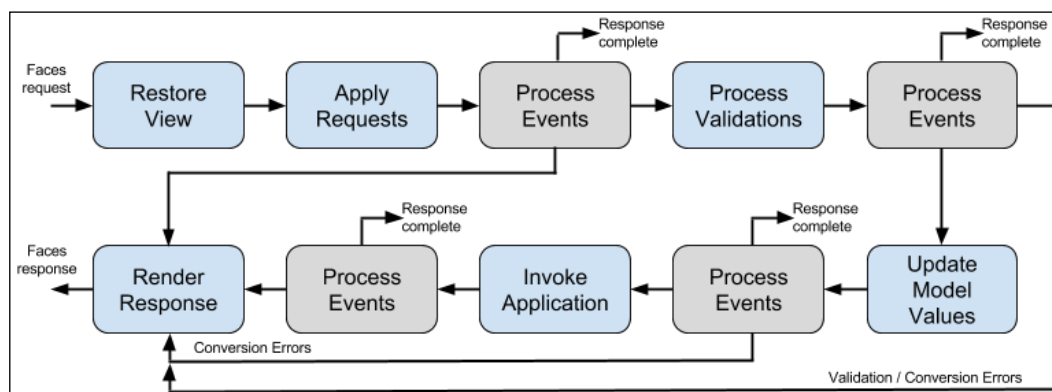 Response
complete
Response
complete
Faces
request
Restore
View
Apply
Requests
Process
Events
Process
Validations
Process
Events
Response
complete
Response
complete
Faces
response
Render
Response
Process
Events
Invoke
Application
Process
Events
Update
Model
Values
Conversion Errors
Validation / Conversion Errors